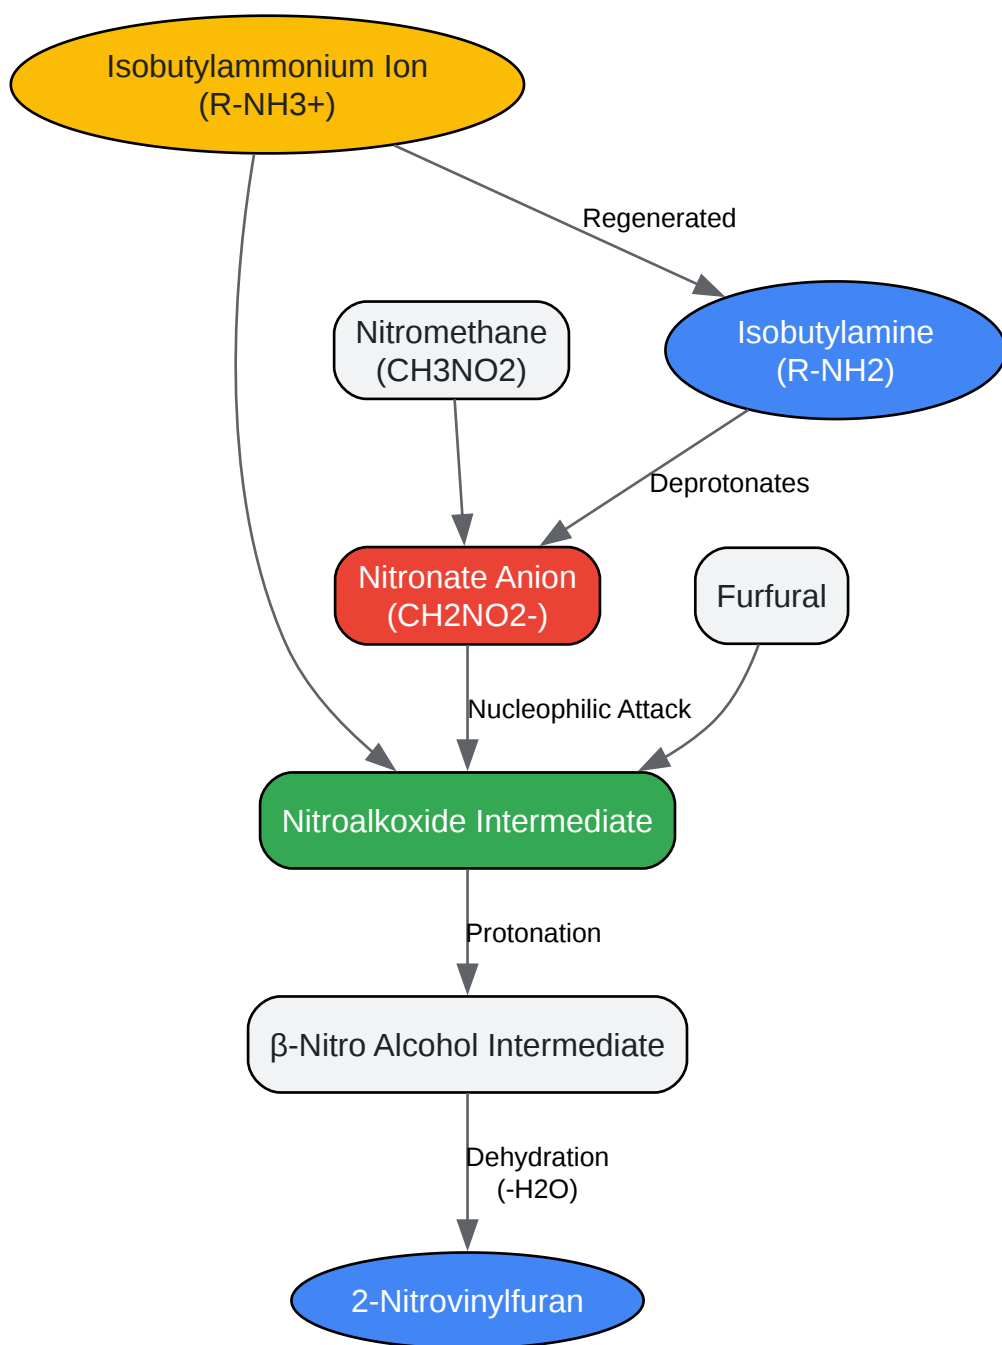 Isobutylammonium Ion
(R-NH3+)
Regenerated
Nitromethane
(CH3NO2)
Isobutylamine
(R-NH2)
Deprotonates
Nitronate Anion
(CH2NO2-)
Furfural
Nucleophilic Attack
Nitroalkoxide Intermediate
Protonation
β-Nitro Alcohol Intermediate
Dehydration
(-H2O)
2-Nitrovinylfuran